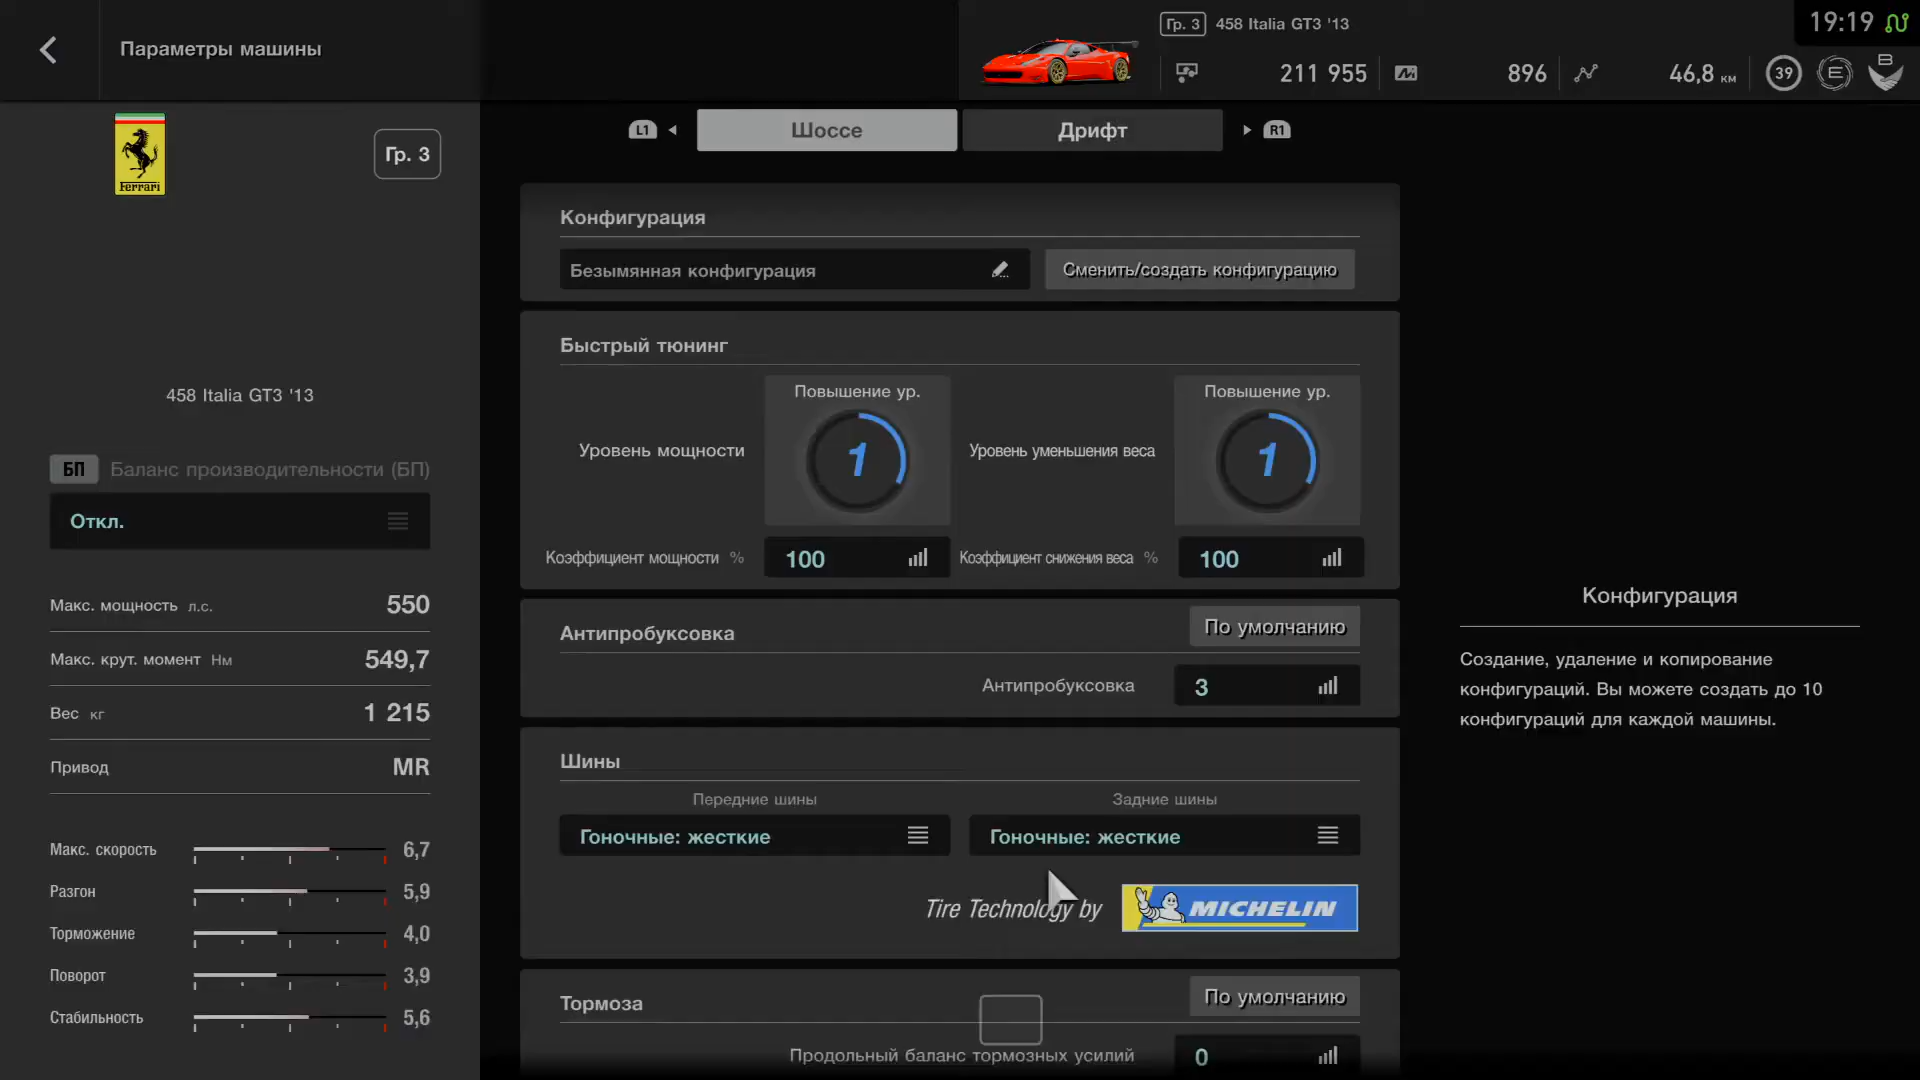 Параметры машины
Гр. 3 458 Italia GT3 '13
211 955 896 46,8 км 39 E B
19:19
L1 Шоссе Дрифт R1
Ferrari
Гр. 3
458 Italia GT3 '13
БП Баланс производительности (БП)
Откл.
Макс. мощность л.с. 550
Макс. крут. момент Нм 549,7
Вес кг 1 215
Привод MR
Макс. скорость 6,7
Разгон 5,9
Торможение 4,0
Поворот 3,9
Стабильность 5,6
Конфигурация
Безымянная конфигурация Сменить/создать конфигурацию
Быстрый тюнинг
Повышение ур. Повышение ур.
Уровень мощности 1 Уровень уменьшения веса 1
Коэффициент мощности % 100 Коэффициент снижения веса % 100
Антипробуксовка По умолчанию
Антипробуксовка 3
Шины
Передние шины Задние шины
Гоночные: жесткие Гоночные: жесткие
Tire Technology by MICHELIN
Тормоза По умолчанию
Продольный баланс тормозных усилий 0
Конфигурация
Создание, удаление и копирование
конфигураций. Вы можете создать до 10
конфигураций для каждой машины.